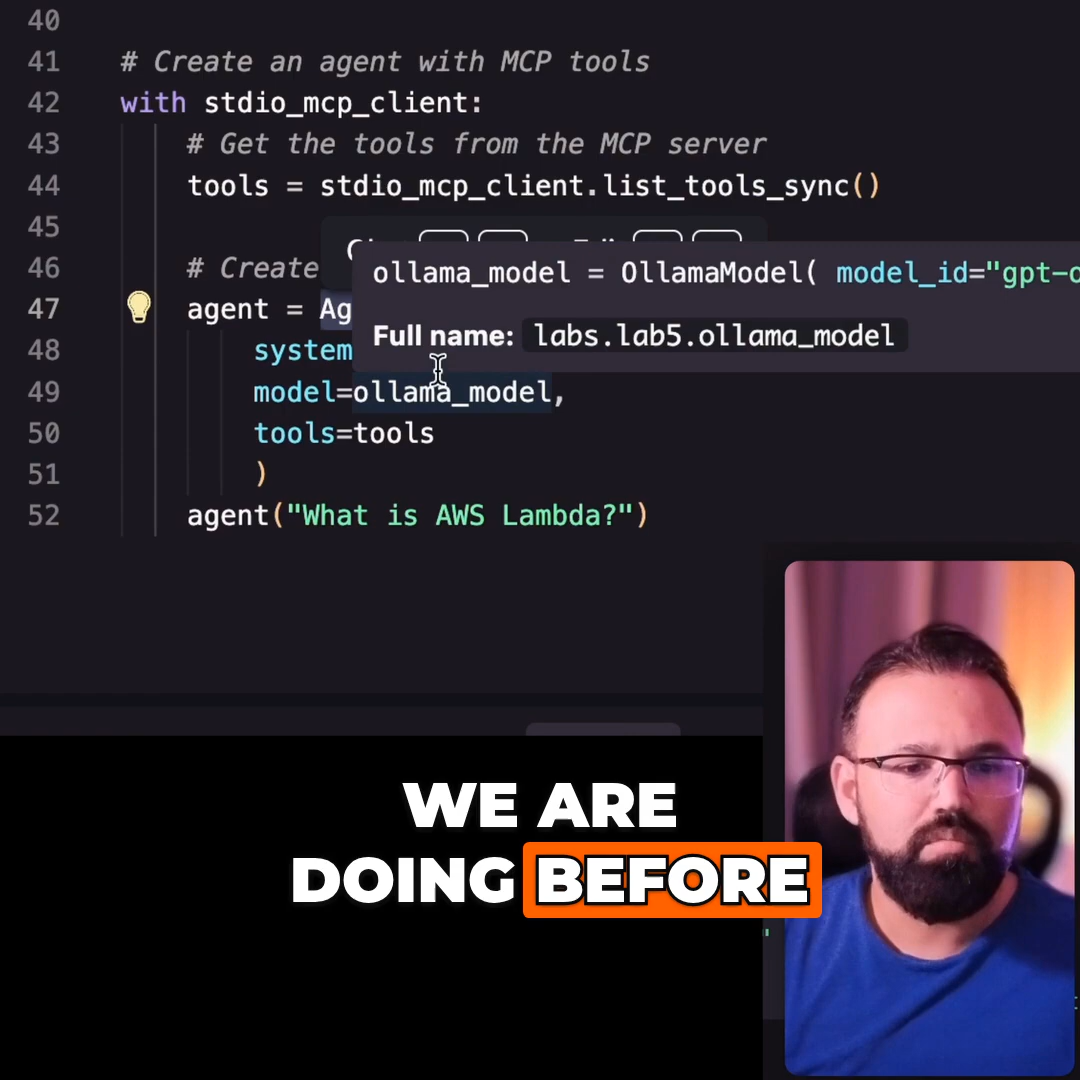 40
41 # Create an agent with MCP tools
42 with stdio_mcp_client:
43 # Get the tools from the MCP server
44 tools = stdio_mcp_client.list_tools_sync()
45
46 # Create
ollama_model = OllamaModel( model_id="gpt-o
47 agent = Ag
Full name: labs.lab5.ollama_model
48 system
49 model=ollama_model,
50 tools=tools
51 )
52 agent("What is AWS Lambda?")
WE ARE
DOING BEFORE